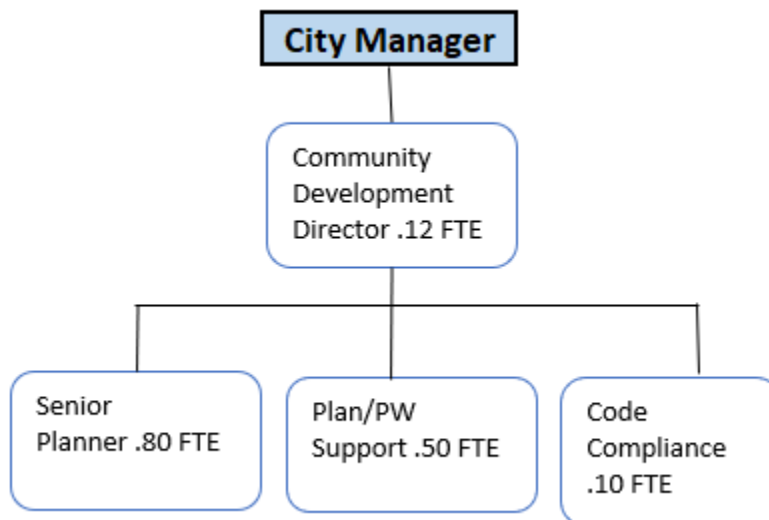 City Manager
Community
Development
Director .12 FTE
Senior
Planner .80 FTE
Plan/PW
Support .50 FTE
Code
Compliance
.10 FTE